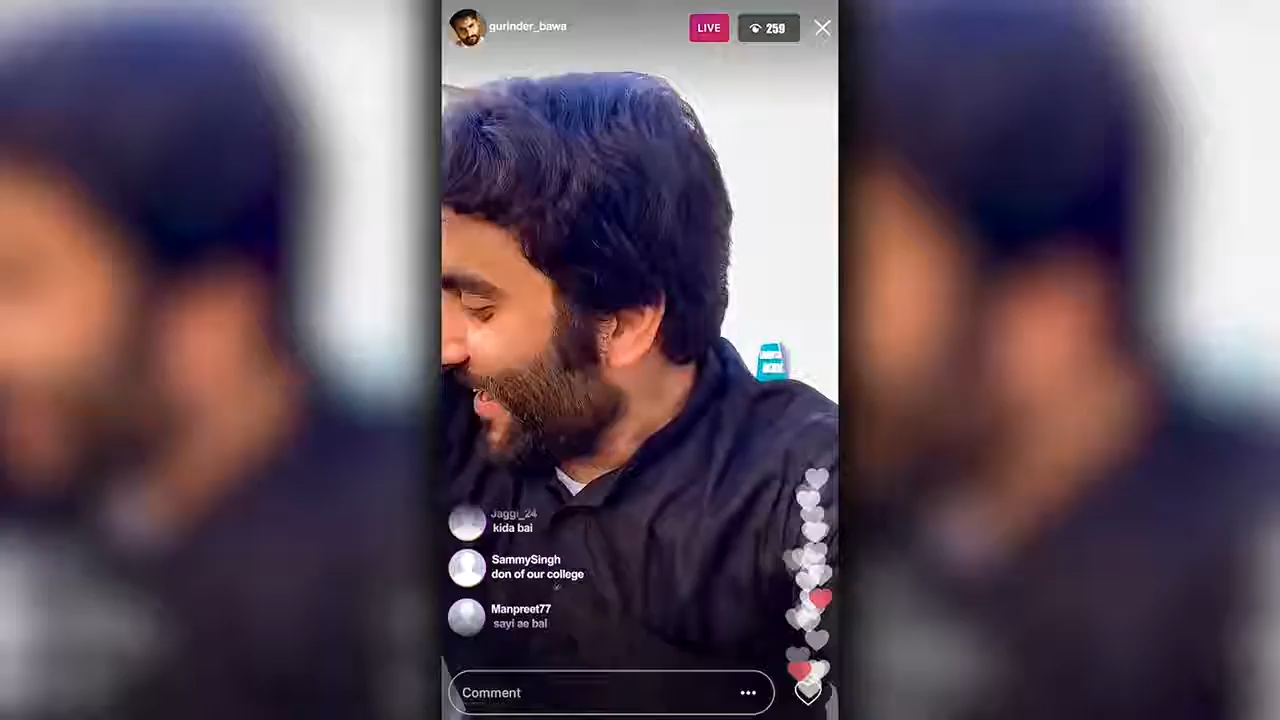 gurinder_bawa
LIVE
259
Jaggi_24
kida bai
SammySingh
don of our college
Manpreet77
sayi ae bai
Comment